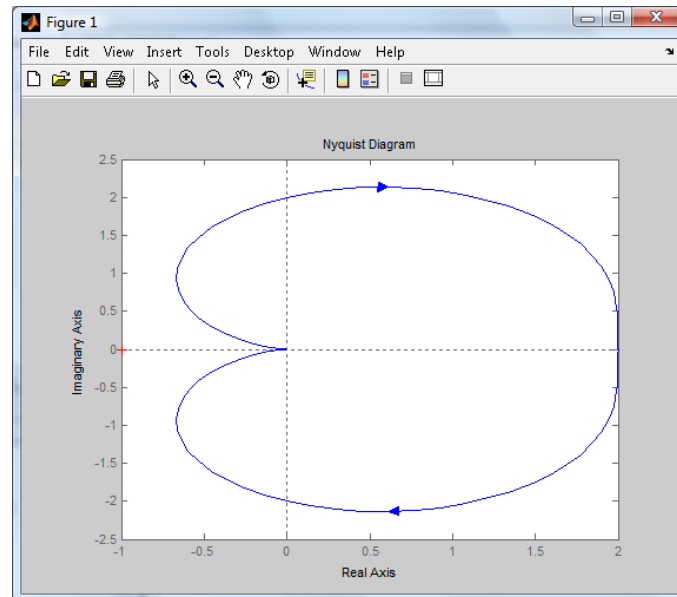 Figure 1
File Edit View Insert Tools Desktop Window Help
Nyquist Diagram
2.5
2
1.5
1
0.5
0
-0.5
-1
-1.5
-2
-2.5
Imaginary Axis
-1 -0.5 0 0.5 1 1.5 2
Real Axis